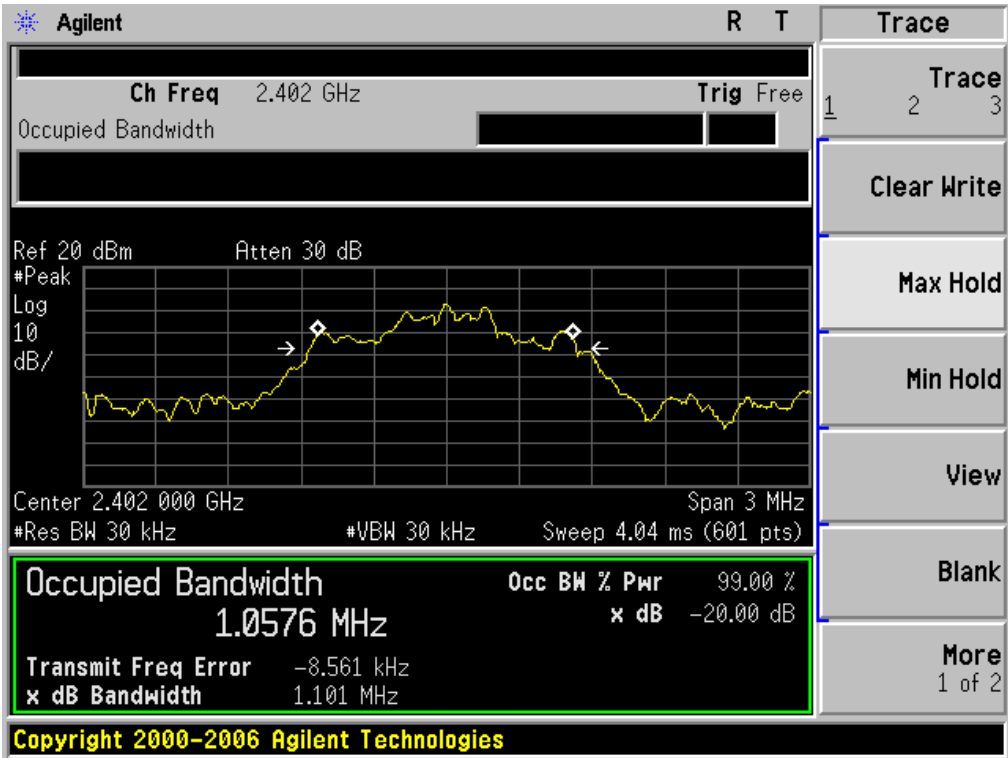 Agilent R T Trace
Ch Freq 2.402 GHz Trig Free
Occupied Bandwidth
Trace
1 2 3
Clear Write
Max Hold
Min Hold
View
Blank
More
1 of 2
Ref 20 dBm Atten 30 dB
#Peak
Log
10
dB/
Center 2.402 000 GHz Span 3 MHz
#Res BW 30 kHz #VBW 30 kHz Sweep 4.04 ms (601 pts)
Occupied Bandwidth Occ BW % Pwr 99.00 %
1.0576 MHz x dB -20.00 dB
Transmit Freq Error -8.561 kHz
x dB Bandwidth 1.101 MHz
Copyright 2000-2006 Agilent Technologies